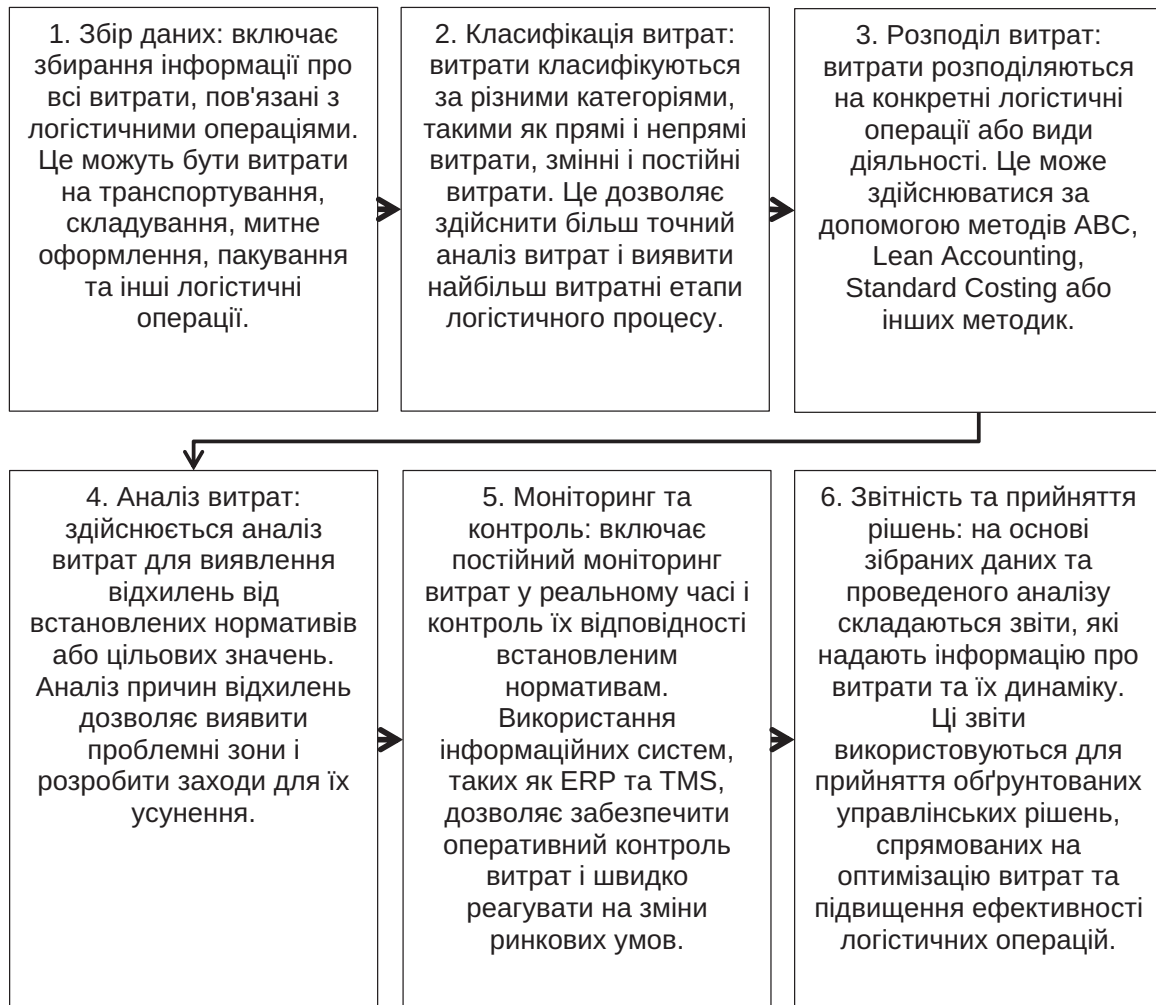 1. Збір даних: включає
збирання інформації про
всі витрати, пов'язані з
логістичними операціями.
Це можуть бути витрати
на транспортування,
складування, митне
оформлення, пакування
та інші логістичні
операції.
2. Класифікація витрат:
витрати класифікуються
за різними категоріями,
такими як прямі і непрямі
витрати, змінні і постійні
витрати. Це дозволяє
здійснити більш точний
аналіз витрат і виявити
найбільш витратні етапи
логістичного процесу.
3. Розподіл витрат:
витрати розподіляються
на конкретні логістичні
операції або види
діяльності. Це може
здійснюватися за
допомогою методів ABC,
Lean Accounting,
Standard Costing або
інших методик.
4. Аналіз витрат:
здійснюється аналіз
витрат для виявлення
відхилень від
встановлених нормативів
або цільових значень.
Аналіз причин відхилень
дозволяє виявити
проблемні зони і
розробити заходи для їх
усунення.
5. Моніторинг та
контроль: включає
постійний моніторинг
витрат у реальному часі і
контроль їх відповідності
встановленим
нормативам.
Використання
інформаційних систем,
таких як ERP та TMS,
дозволяє забезпечити
оперативний контроль
витрат і швидко
реагувати на зміни
ринкових умов.
6. Звітність та прийняття
рішень: на основі
зібраних даних та
проведеного аналізу
складаються звіти, які
надають інформацію про
витрати та їх динаміку.
Ці звіти
використовуються для
прийняття обґрунтованих
управлінських рішень,
спрямованих на
оптимізацію витрат та
підвищення ефективності
логістичних операцій.